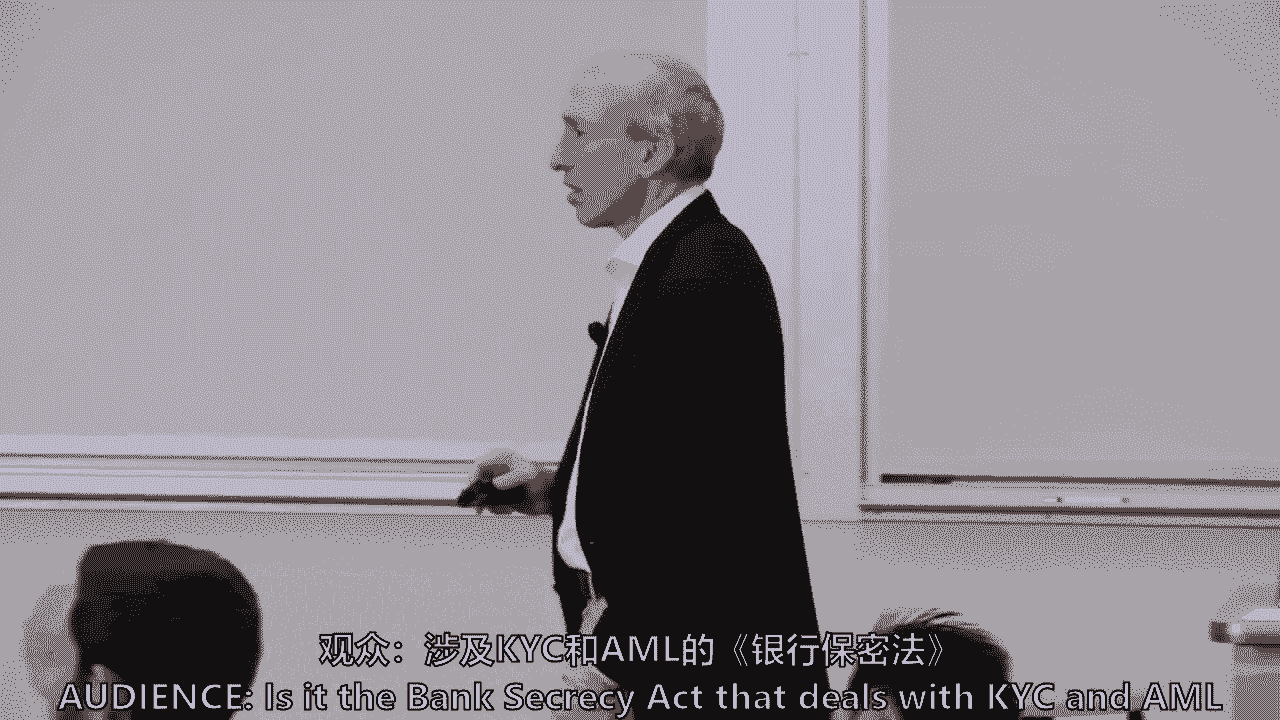 观众：涉及KYC和AML的《银行保密法》
AUDIENCE: Is it the Bank Secrecy Act that deals with KYC and AML